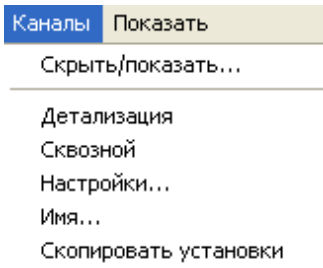 Каналы Показать
Скрыть/показать...
Детализация
Сквозной
Настройки...
Имя...
Скопировать установки